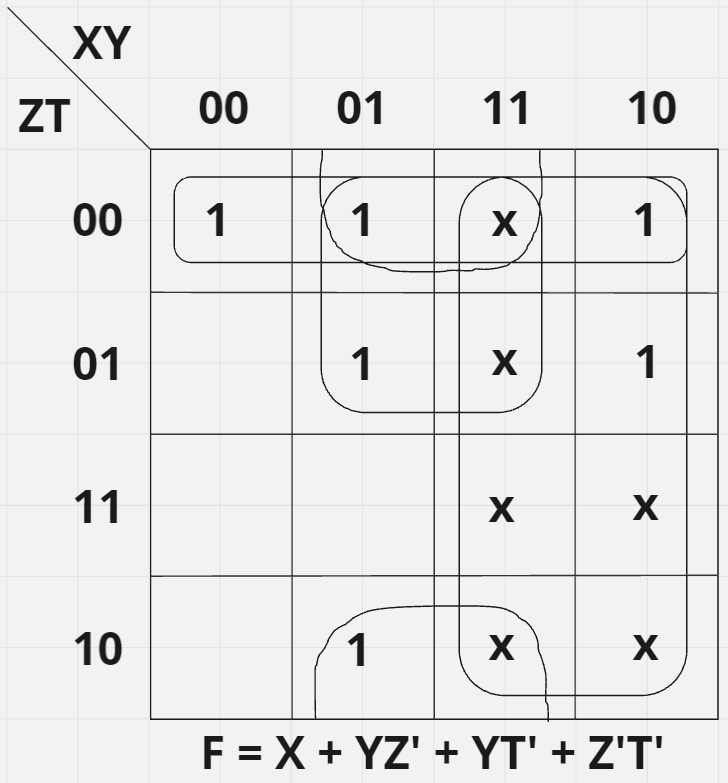 XY
ZT
00 01 11 10
00 1 1 x 1
01 1 x 1
11 x x
10 1 x x
F = X + YZ' + YT' + Z'T'